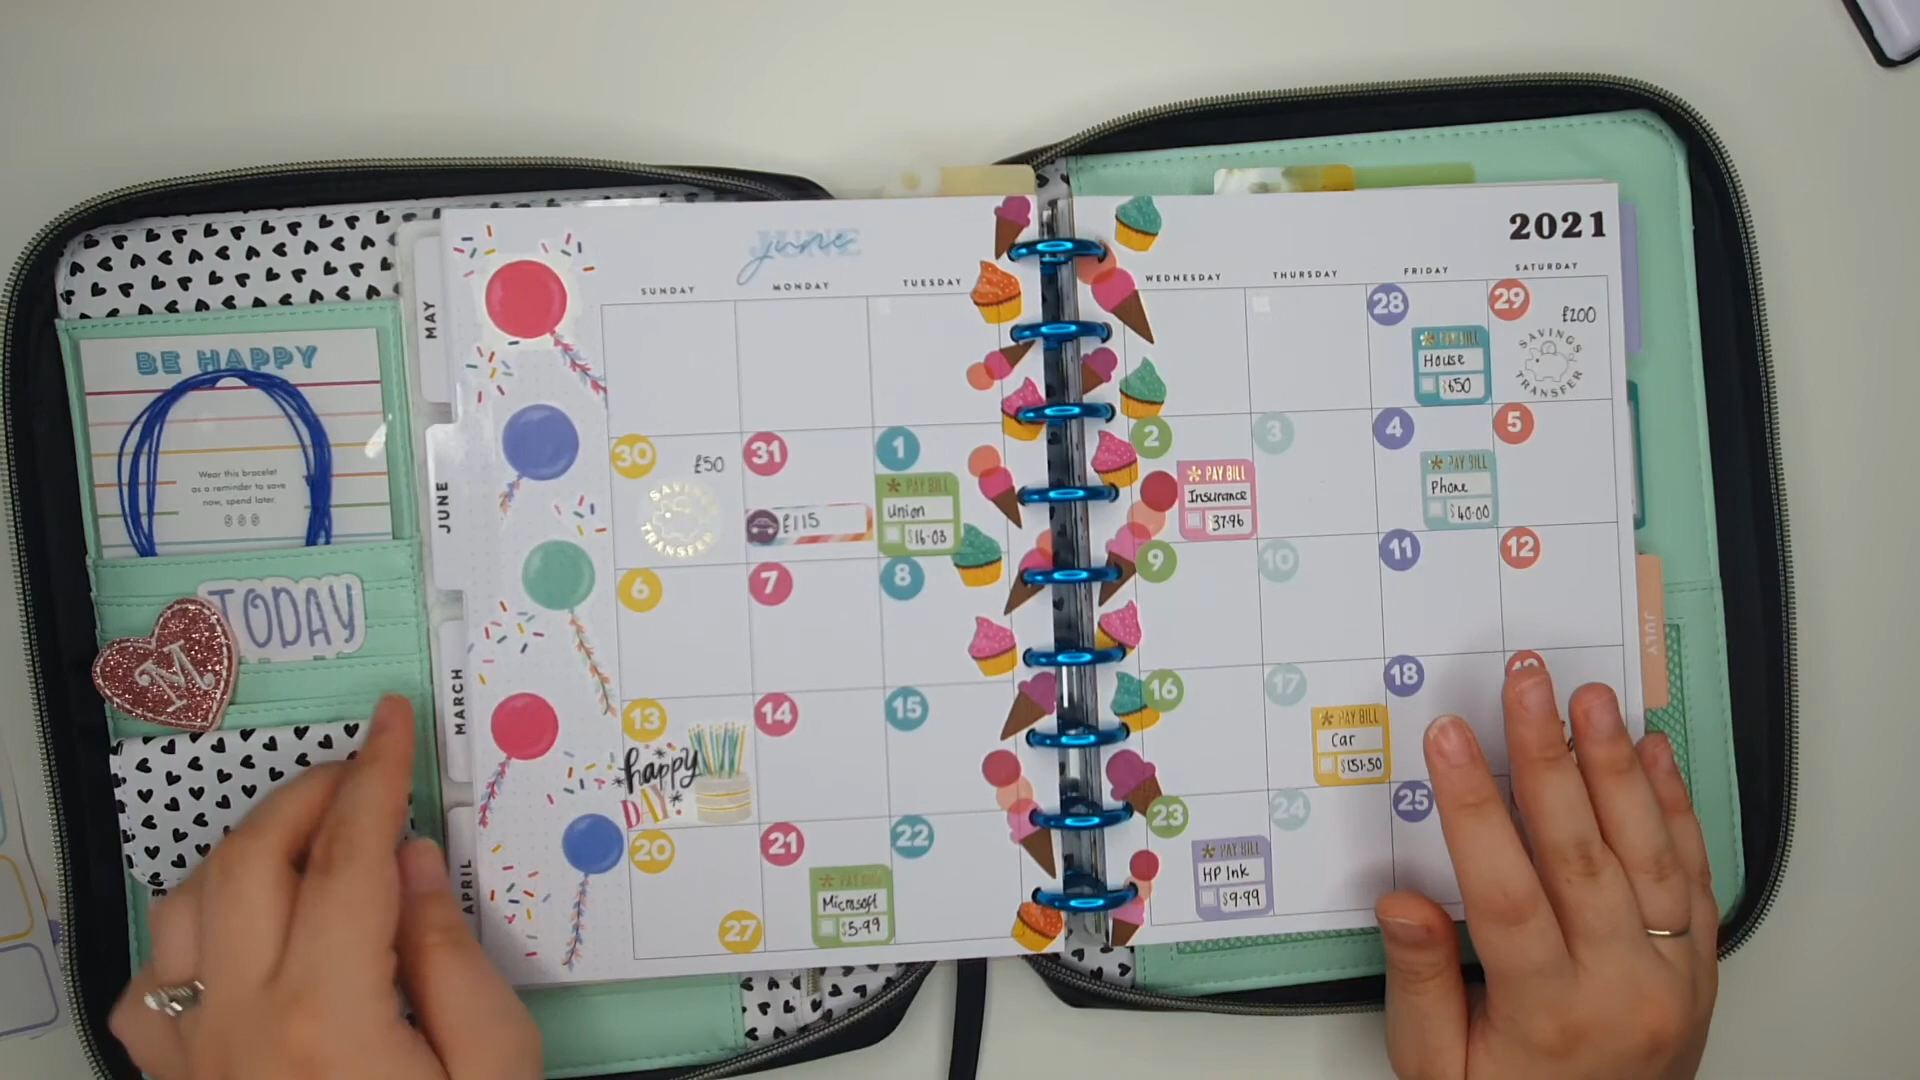 BE HAPPY
Wear this bracelet
as a reminder to save
now, spend later.
$ $ $
TODAY
M
MAY
JUNE
MARCH
APRIL
JUNE
june
2021
SUNDAY MONDAY TUESDAY WEDNESDAY THURSDAY FRIDAY SATURDAY
28 29
PAY BILL
House
$650
£200
SAVINGS
TRANSFER
30 31 1 2 3 4 5
£50
SAVINGS
TRANSFER
£115
PAY BILL
Union
$16.03
PAY BILL
Insurance
$37.96
PAY BILL
Phone
$40.00
6 7 8 9 10 11 12
13 14 15 16 17 18 19
happy
DAY!
PAY BILL
Car
$151.50
20 21 22 23 24 25
27
PAY BILL
Microsoft
$5.99
PAY BILL
HP Ink
$9.99
JULY